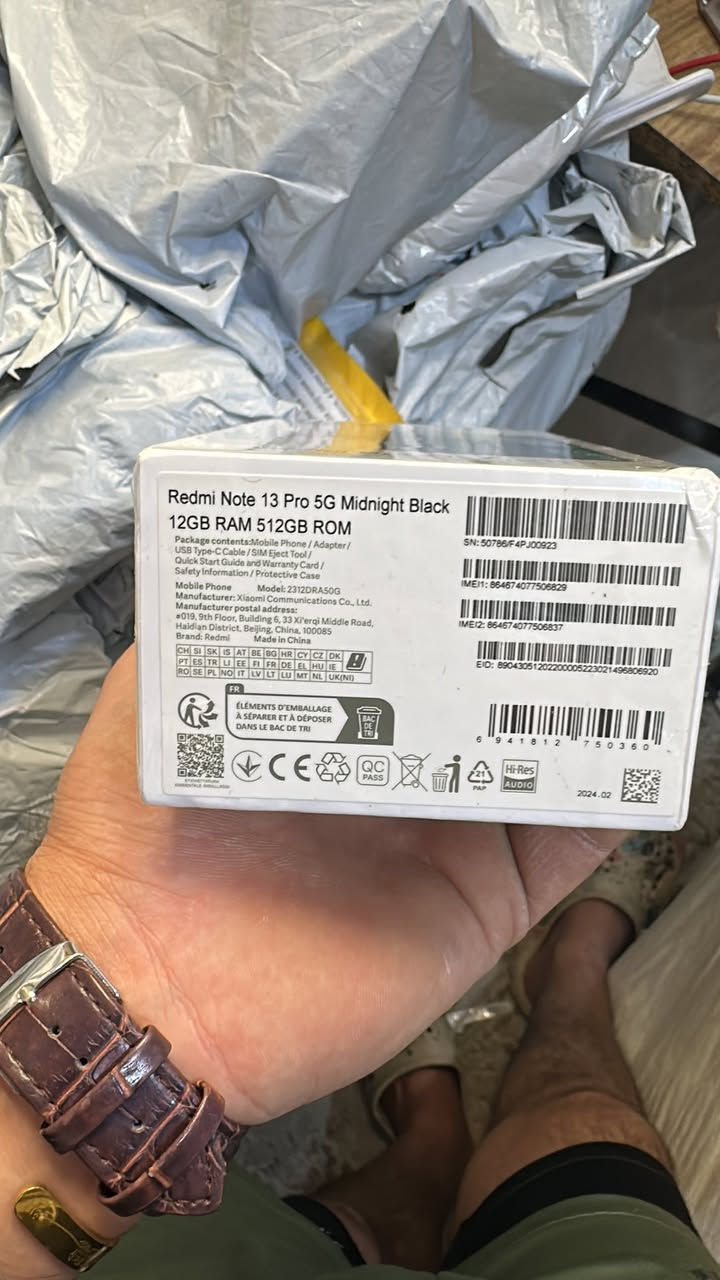 Redmi Note 13 Pro 5G Midnight Black
12GB RAM 512GB ROM
Package contents:Mobile Phone / Adapter /
USB Type-C Cable / SIM Eject Tool /
Quick Start Guide and Warranty Card /
Safety Information / Protective Case
Mobile Phone Model: 2312DRA50G
Manufacturer: Xiaomi Communications Co., Ltd.
Manufacturer postal address:
#019, 9th Floor, Building 6, 33 Xi'erqi Middle Road,
Haidian District, Beijing, China, 100085
Brand: Redmi Made in China
CH SI SK IS AT BE BG HR CY CZ DK
PT ES TR LI EE FI FR DE EL HU IE
RO SE PL NO IT LV LT LU MT NL UK(NI)
SN: 50786/F4PJ00923
IMEI1: 864674077506829
IMEI2: 864674077506837
EID: 89043051202200005223021496806920
6 941812 750360
FR
ÉLÉMENTS D'EMBALLAGE
À SÉPARER ET À DÉPOSER
DANS LE BAC DE TRI
BAC
DE
TRI
CE
QC
PASS
21
PAP
Hi-Res
AUDIO
2024.02